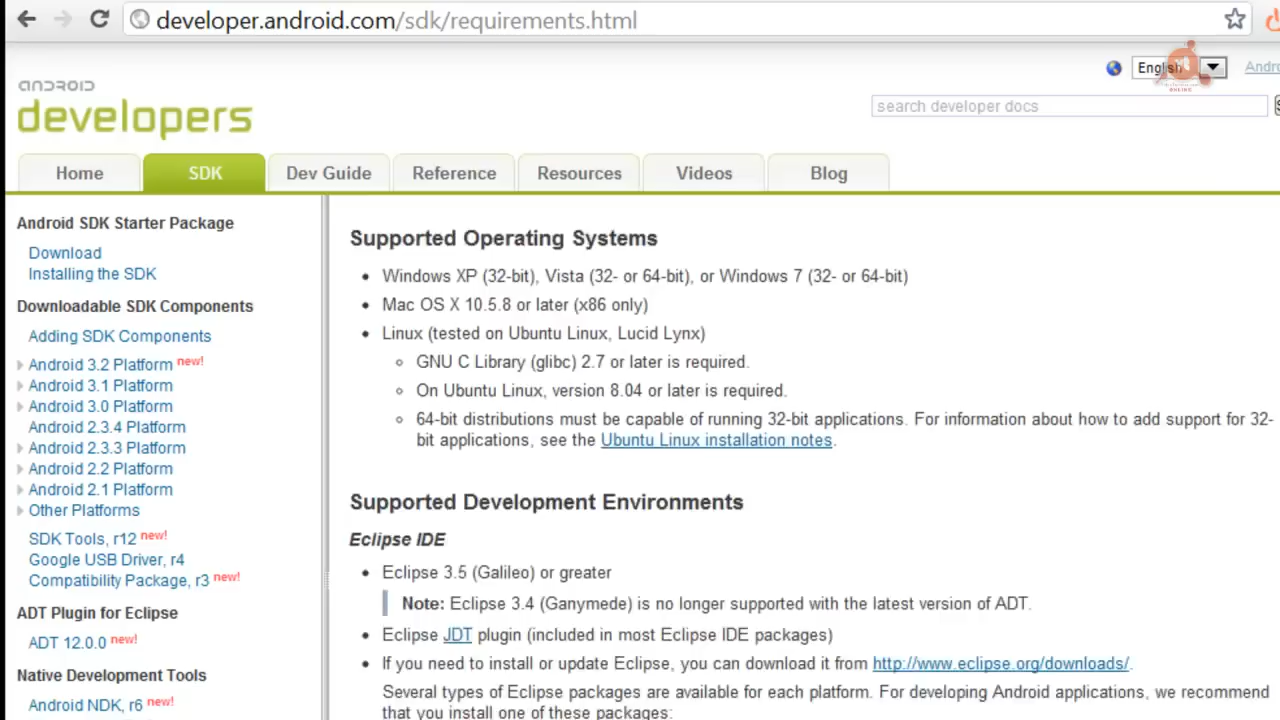 developer.android.com/sdk/requirements.html
English
Andro
ANDROID
developers
search developer docs
Home
SDK
Dev Guide
Reference
Resources
Videos
Blog
Android SDK Starter Package
Download
Installing the SDK
Downloadable SDK Components
Adding SDK Components
Android 3.2 Platform new!
Android 3.1 Platform
Android 3.0 Platform
Android 2.3.4 Platform
Android 2.3.3 Platform
Android 2.2 Platform
Android 2.1 Platform
Other Platforms
SDK Tools, r12 new!
Google USB Driver, r4
Compatibility Package, r3 new!
ADT Plugin for Eclipse
ADT 12.0.0 new!
Native Development Tools
Android NDK, r6 new!
Supported Operating Systems
Windows XP (32-bit), Vista (32- or 64-bit), or Windows 7 (32- or 64-bit)
Mac OS X 10.5.8 or later (x86 only)
Linux (tested on Ubuntu Linux, Lucid Lynx)
GNU C Library (glibc) 2.7 or later is required.
On Ubuntu Linux, version 8.04 or later is required.
64-bit distributions must be capable of running 32-bit applications. For information about how to add support for 32-
bit applications, see the Ubuntu Linux installation notes.
Supported Development Environments
Eclipse IDE
Eclipse 3.5 (Galileo) or greater
Note: Eclipse 3.4 (Ganymede) is no longer supported with the latest version of ADT.
Eclipse JDT plugin (included in most Eclipse IDE packages)
If you need to install or update Eclipse, you can download it from http://www.eclipse.org/downloads/.
Several types of Eclipse packages are available for each platform. For developing Android applications, we recommend
that you install one of these packages: